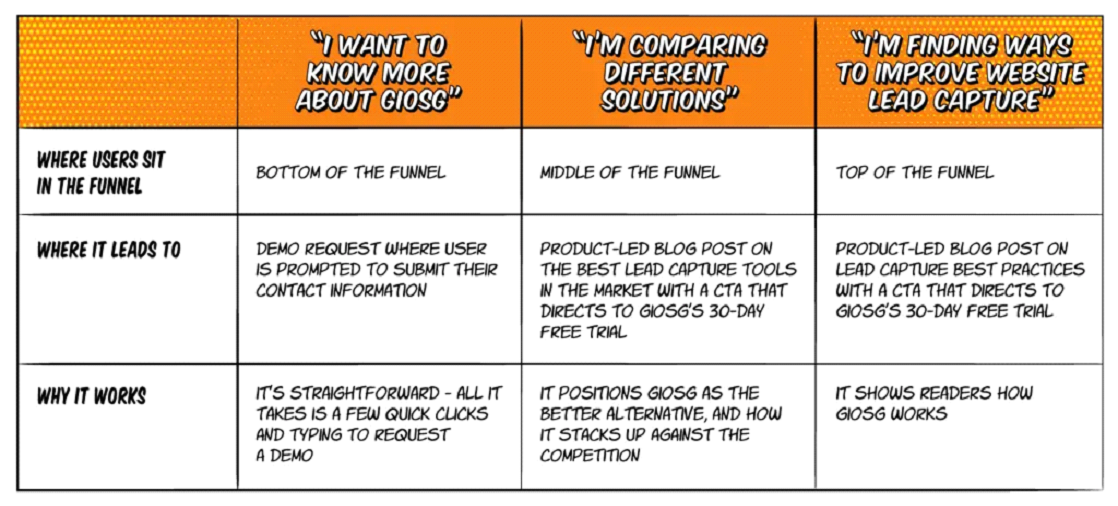 "I WANT TO
KNOW MORE
ABOUT GIOSG"
"I'M COMPARING
DIFFERENT
SOLUTIONS"
"I'M FINDING WAYS
TO IMPROVE WEBSITE
LEAD CAPTURE"
WHERE USERS SIT
IN THE FUNNEL
BOTTOM OF THE FUNNEL
MIDDLE OF THE FUNNEL
TOP OF THE FUNNEL
WHERE IT LEADS TO
DEMO REQUEST WHERE USER
IS PROMPTED TO SUBMIT THEIR
CONTACT INFORMATION
PRODUCT-LED BLOG POST ON
THE BEST LEAD CAPTURE TOOLS
IN THE MARKET WITH A CTA THAT
DIRECTS TO GIOSG'S 30-DAY
FREE TRIAL
PRODUCT-LED BLOG POST ON
LEAD CAPTURE BEST PRACTICES
WITH A CTA THAT DIRECTS TO
GIOSG'S 30-DAY FREE TRIAL
WHY IT WORKS
IT'S STRAIGHTFORWARD - ALL IT
TAKES IS A FEW QUICK CLICKS
AND TYPING TO REQUEST
A DEMO
IT POSITIONS GIOSG AS THE
BETTER ALTERNATIVE, AND HOW
IT STACKS UP AGAINST THE
COMPETITION
IT SHOWS READERS HOW
GIOSG WORKS